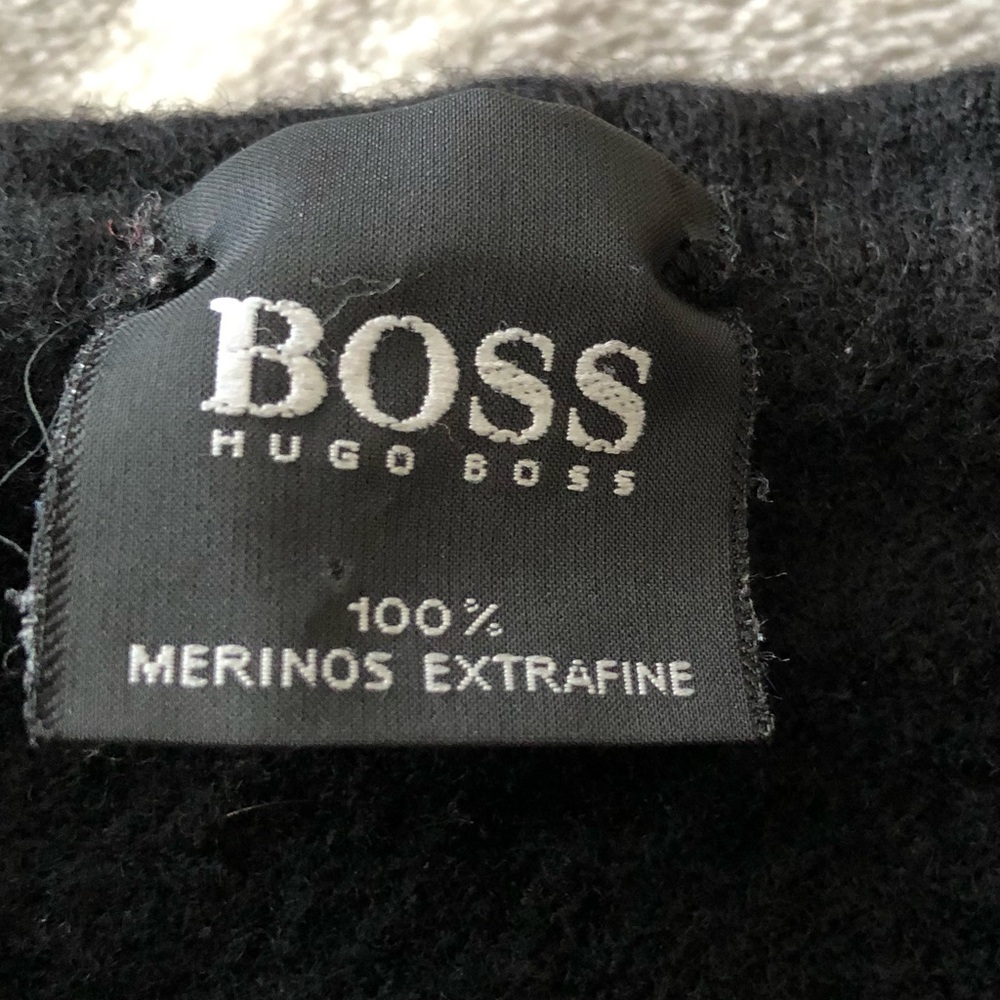 BOSS
HUGO BOSS
100%
MERINOS EXTRAFINE